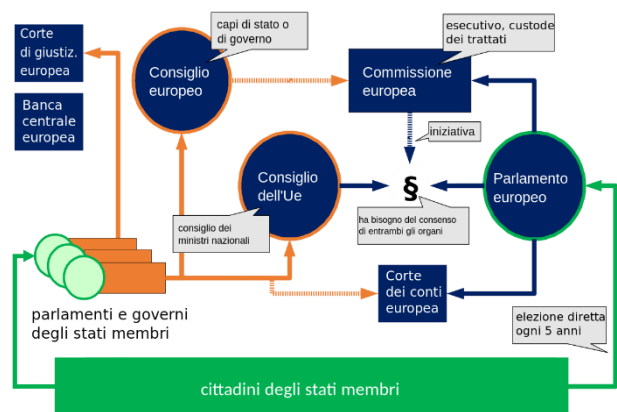 Corte
di giustiz.
europea
Banca
centrale
europea
capi di stato o
di governo
Consiglio
europeo
esecutivo, custode
dei trattati
Commissione
europea
iniziativa
Consiglio
dell'Ue
consiglio dei
ministri nazionali
§
ha bisogno del consenso
di entrambi gli organi
Parlamento
europeo
Corte
dei conti
europea
parlamenti e governi
degli stati membri
elezione diretta
ogni 5 anni
cittadini degli stati membri